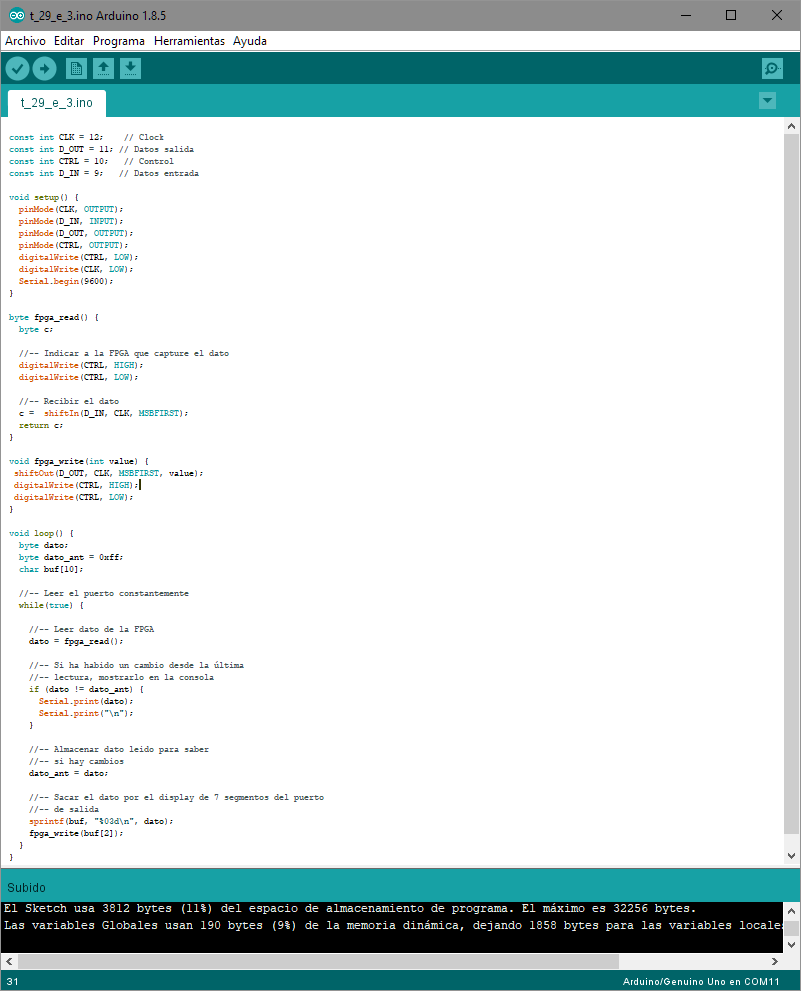 t_29_e_3.ino Arduino 1.8.5
Archivo Editar Programa Herramientas Ayuda
t_29_e_3.ino
const int CLK = 12;    // Clock
const int D_OUT = 11; // Datos salida
const int CTRL = 10;   // Control
const int D_IN = 9;   // Datos entrada
void setup() {
  pinMode(CLK, OUTPUT);
  pinMode(D_IN, INPUT);
  pinMode(D_OUT, OUTPUT);
  pinMode(CTRL, OUTPUT);
  digitalWrite(CTRL, LOW);
  digitalWrite(CLK, LOW);
  Serial.begin(9600);
}
byte fpga_read() {
  byte c;
  //-- Indicar a la FPGA que capture el dato
  digitalWrite(CTRL, HIGH);
  digitalWrite(CTRL, LOW);
  //-- Recibir el dato
  c =  shiftIn(D_IN, CLK, MSBFIRST);
  return c;
}
void fpga_write(int value) {
 shiftOut(D_OUT, CLK, MSBFIRST, value);
 digitalWrite(CTRL, HIGH);
 digitalWrite(CTRL, LOW);
}
void loop() {
  byte dato;
  byte dato_ant = 0xff;
  char buf[10];
  //-- Leer el puerto constantemente
  while(true) {
    //-- Leer dato de la FPGA
    dato = fpga_read();
    //-- Si ha habido un cambio desde la última
    //-- lectura, mostrarlo en la consola
    if (dato != dato_ant) {
      Serial.print(dato);
      Serial.print("\n");
    }
    //-- Almacenar dato leido para saber
    //-- si hay cambios
    dato_ant = dato;
    //-- Sacar el dato por el display de 7 segmentos del puerto
    //-- de salida
    sprintf(buf, "%03d\n", dato);
    fpga_write(buf[2]);
  }
}
Subido
El Sketch usa 3812 bytes (11%) del espacio de almacenamiento de programa. El máximo es 32256 bytes.
Las variables Globales usan 190 bytes (9%) de la memoria dinámica, dejando 1858 bytes para las variables locale
31 Arduino/Genuino Uno en COM11